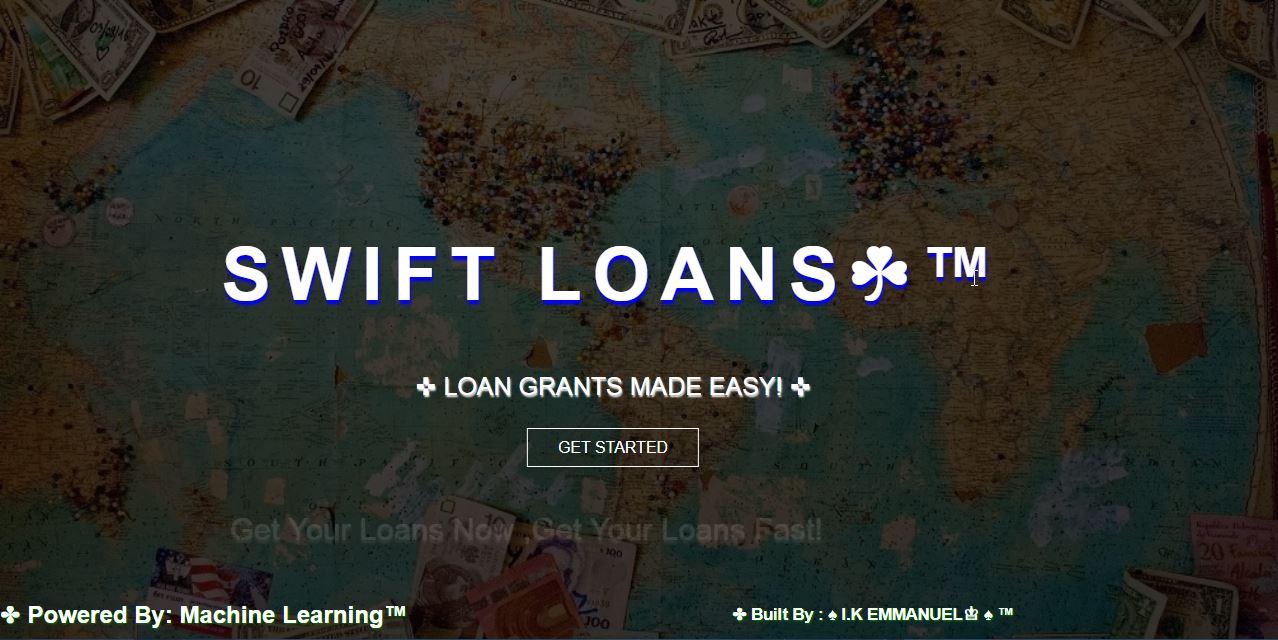 SWIFT LOANS☘™
✤ LOAN GRANTS MADE EASY! ✤
GET STARTED
Get Your Loans Now, Get Your Loans Fast!
✤ Powered By: Machine Learning™
✤ Built By : ♠ I.K EMMANUEL♔ ♠ ™